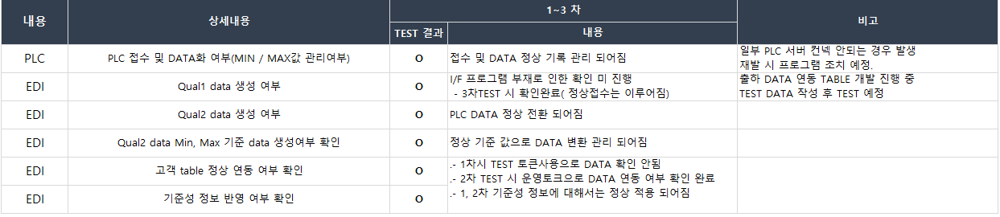 내용
상세내용
1~3 차
비고
TEST 결과
내용
PLC
PLC 접수 및 DATA화 여부(MIN / MAX값 관리여부)
O
접수 및 DATA 정상 기록 관리 되어짐
일부 PLC 서버 컨넥 안되는 경우 발생
재발 시 프로그램 조치 예정.
EDI
Qual1 data 생성 여부
O
I/F 프로그램 부재로 인한 확인 미 진행
- 3차TEST 시 확인완료( 정상접수는 이루어짐)
출하 DATA 연동 TABLE 개발 진행 중
TEST DATA 작성 후 TEST 예정
EDI
Qual2 data 생성 여부
O
PLC DATA 정상 전환 되어짐
EDI
Qual2 data Min, Max 기준 data 생성여부 확인
O
정상 기준 값으로 DATA 변환 관리 되어짐
EDI
고객 table 정상 연동 여부 확인
O
.- 1차시 TEST 토큰사용으로 DATA 확인 안됨
.- 2차 TEST 시 운영토크으로 DATA 연동 여부 확인 완료
.- 1, 2차 기준성 정보에 대해서는 정상 적용 되어짐
EDI
기준성 정보 반영 여부 확인
O